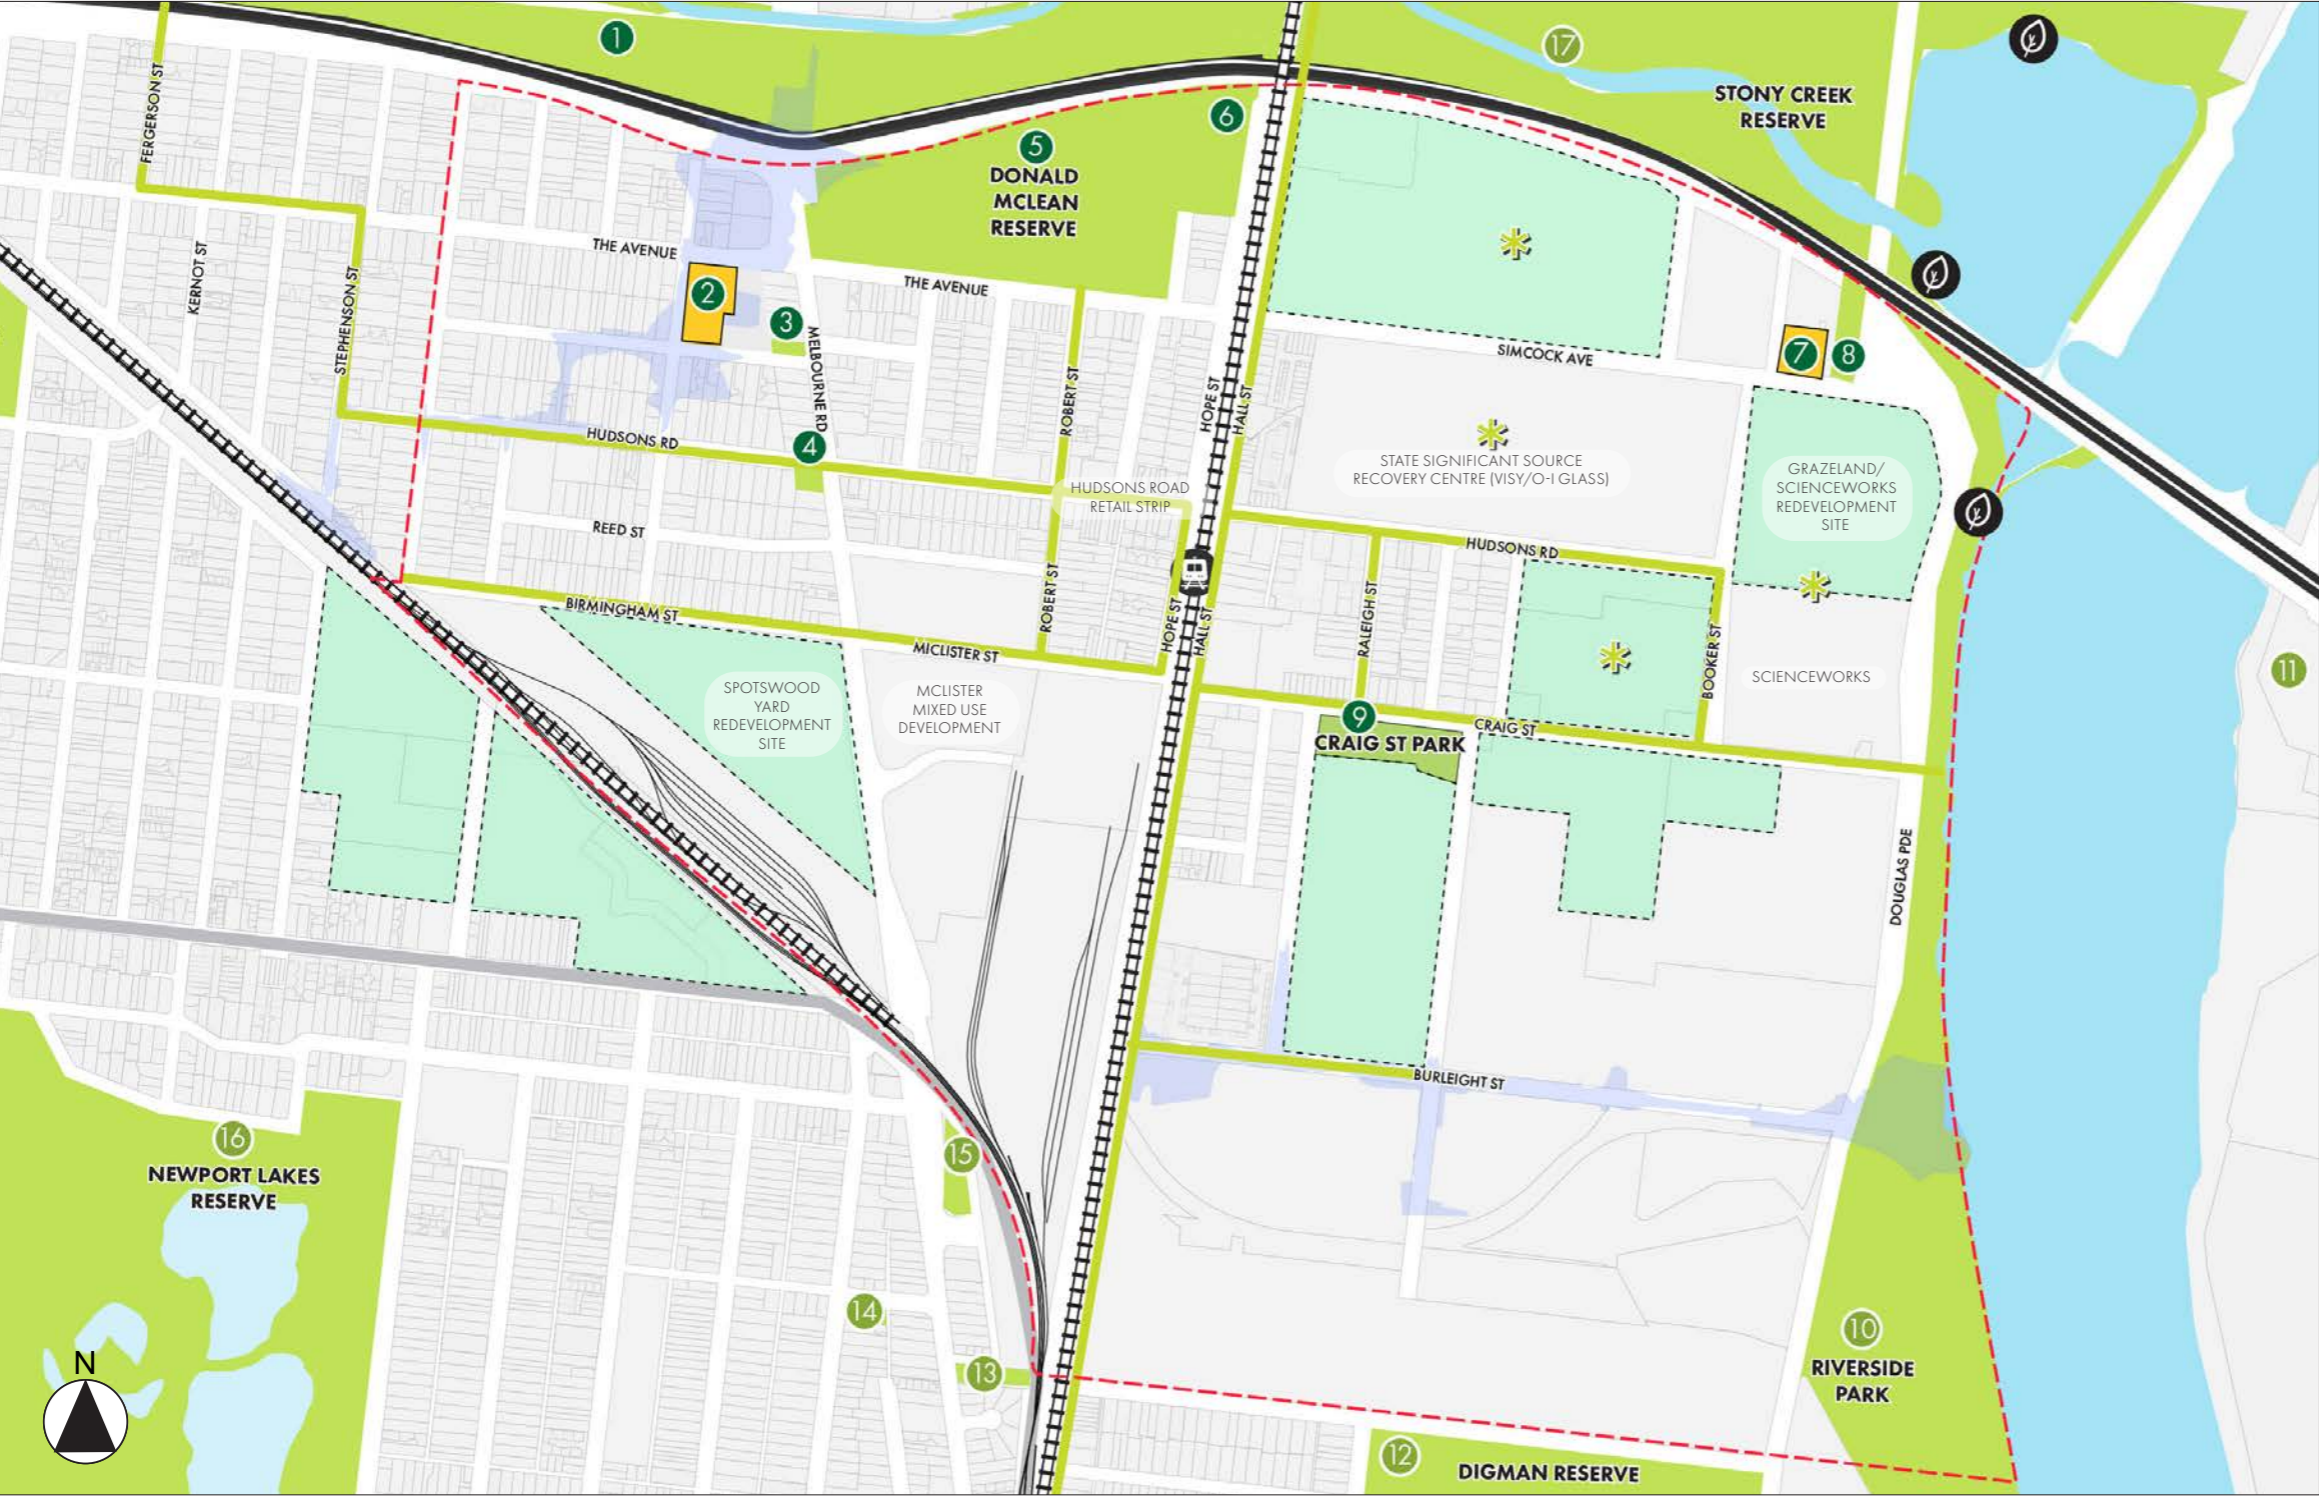 1
17
STONY CREEK
RESERVE
FERGERSON ST
6
5
DONALD
MCLEAN
RESERVE
THE AVENUE
KERNOT ST
STEPHENSON ST
2
THE AVENUE
3
MELBOURNE RD
SIMCOCK AVE
7
8
ROBERT ST
HOPE ST
HALL ST
HUDSONS RD
4
STATE SIGNIFICANT SOURCE
RECOVERY CENTRE (VISY/O-I GLASS)
GRAZELAND/
SCIENCEWORKS
REDEVELOPMENT
SITE
HUDSONS ROAD
RETAIL STRIP
REED ST
HUDSONS RD
ROBERT ST
BIRMINGHAM ST
HOPE ST
HALL ST
RALEIGH ST
BOOKER ST
MICLISTER ST
SCIENCEWORKS
11
SPOTSWOOD
YARD
REDEVELOPMENT
SITE
MCLISTER
MIXED USE
DEVELOPMENT
9
CRAIG ST PARK
CRAIG ST
DOUGLAS PDE
BURLEIGHT ST
16
NEWPORT LAKES
RESERVE
15
14
10
RIVERSIDE
PARK
N
13
12
DIGMAN RESERVE